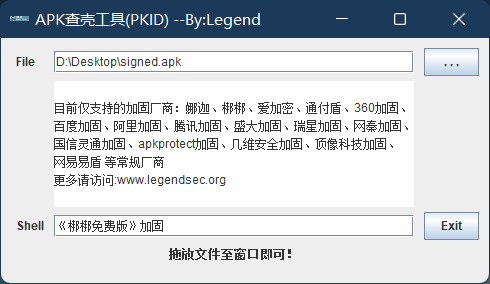 APK查壳工具(PKID) --By:Legend
File D:\Desktop\signed.apk ...
目前仅支持的加固厂商：娜迦、梆梆、爱加密、通付盾、360加固、
百度加固、阿里加固、腾讯加固、盛大加固、瑞星加固、网秦加固、
国信灵通加固、apkprotect加固、几维安全加固、顶像科技加固、
网易易盾 等常规厂商
更多请访问:www.legendsec.org
Shell 《梆梆免费版》加固 Exit
拖放文件至窗口即可!